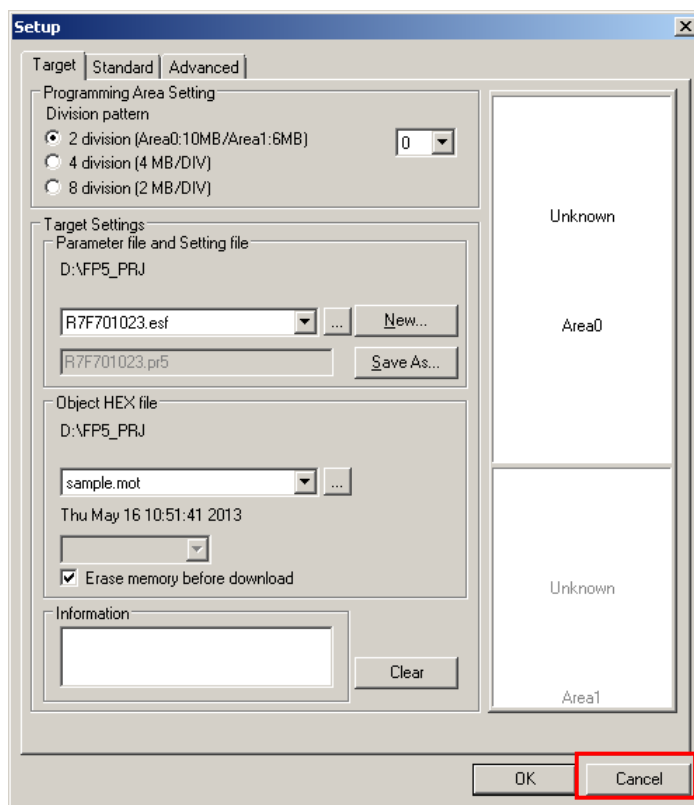 Setup
Target Standard Advanced
Programming Area Setting
Division pattern
2 division (Area0:10MB/Area1:6MB)
0
4 division (4 MB/DIV)
8 division (2 MB/DIV)
Target Settings
Parameter file and Setting file
D:\FP5_PRJ
R7F701023.esf
...
New...
R7F701023.pr5
Save As...
Object HEX file
D:\FP5_PRJ
sample.mot
...
Thu May 16 10:51:41 2013
Erase memory before download
Information
Clear
Unknown
Area0
Unknown
Area1
OK
Cancel